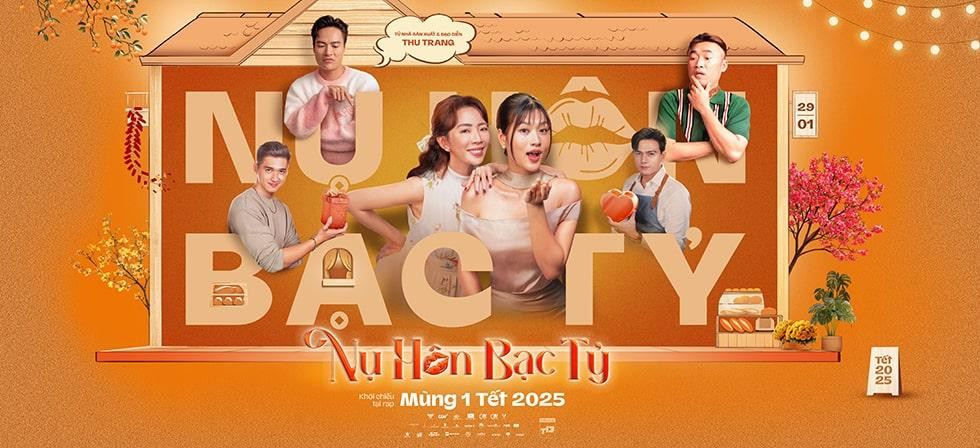 TỪ NHÀ SẢN XUẤT & ĐẠO DIỄN
THU TRANG
NỤ HÔN
BẠC TỶ
29
01
Nụ Hôn Bạc Tỷ
Khởi chiếu
tại rạp
Mùng 1 Tết 2025
T13
Tết
20
25